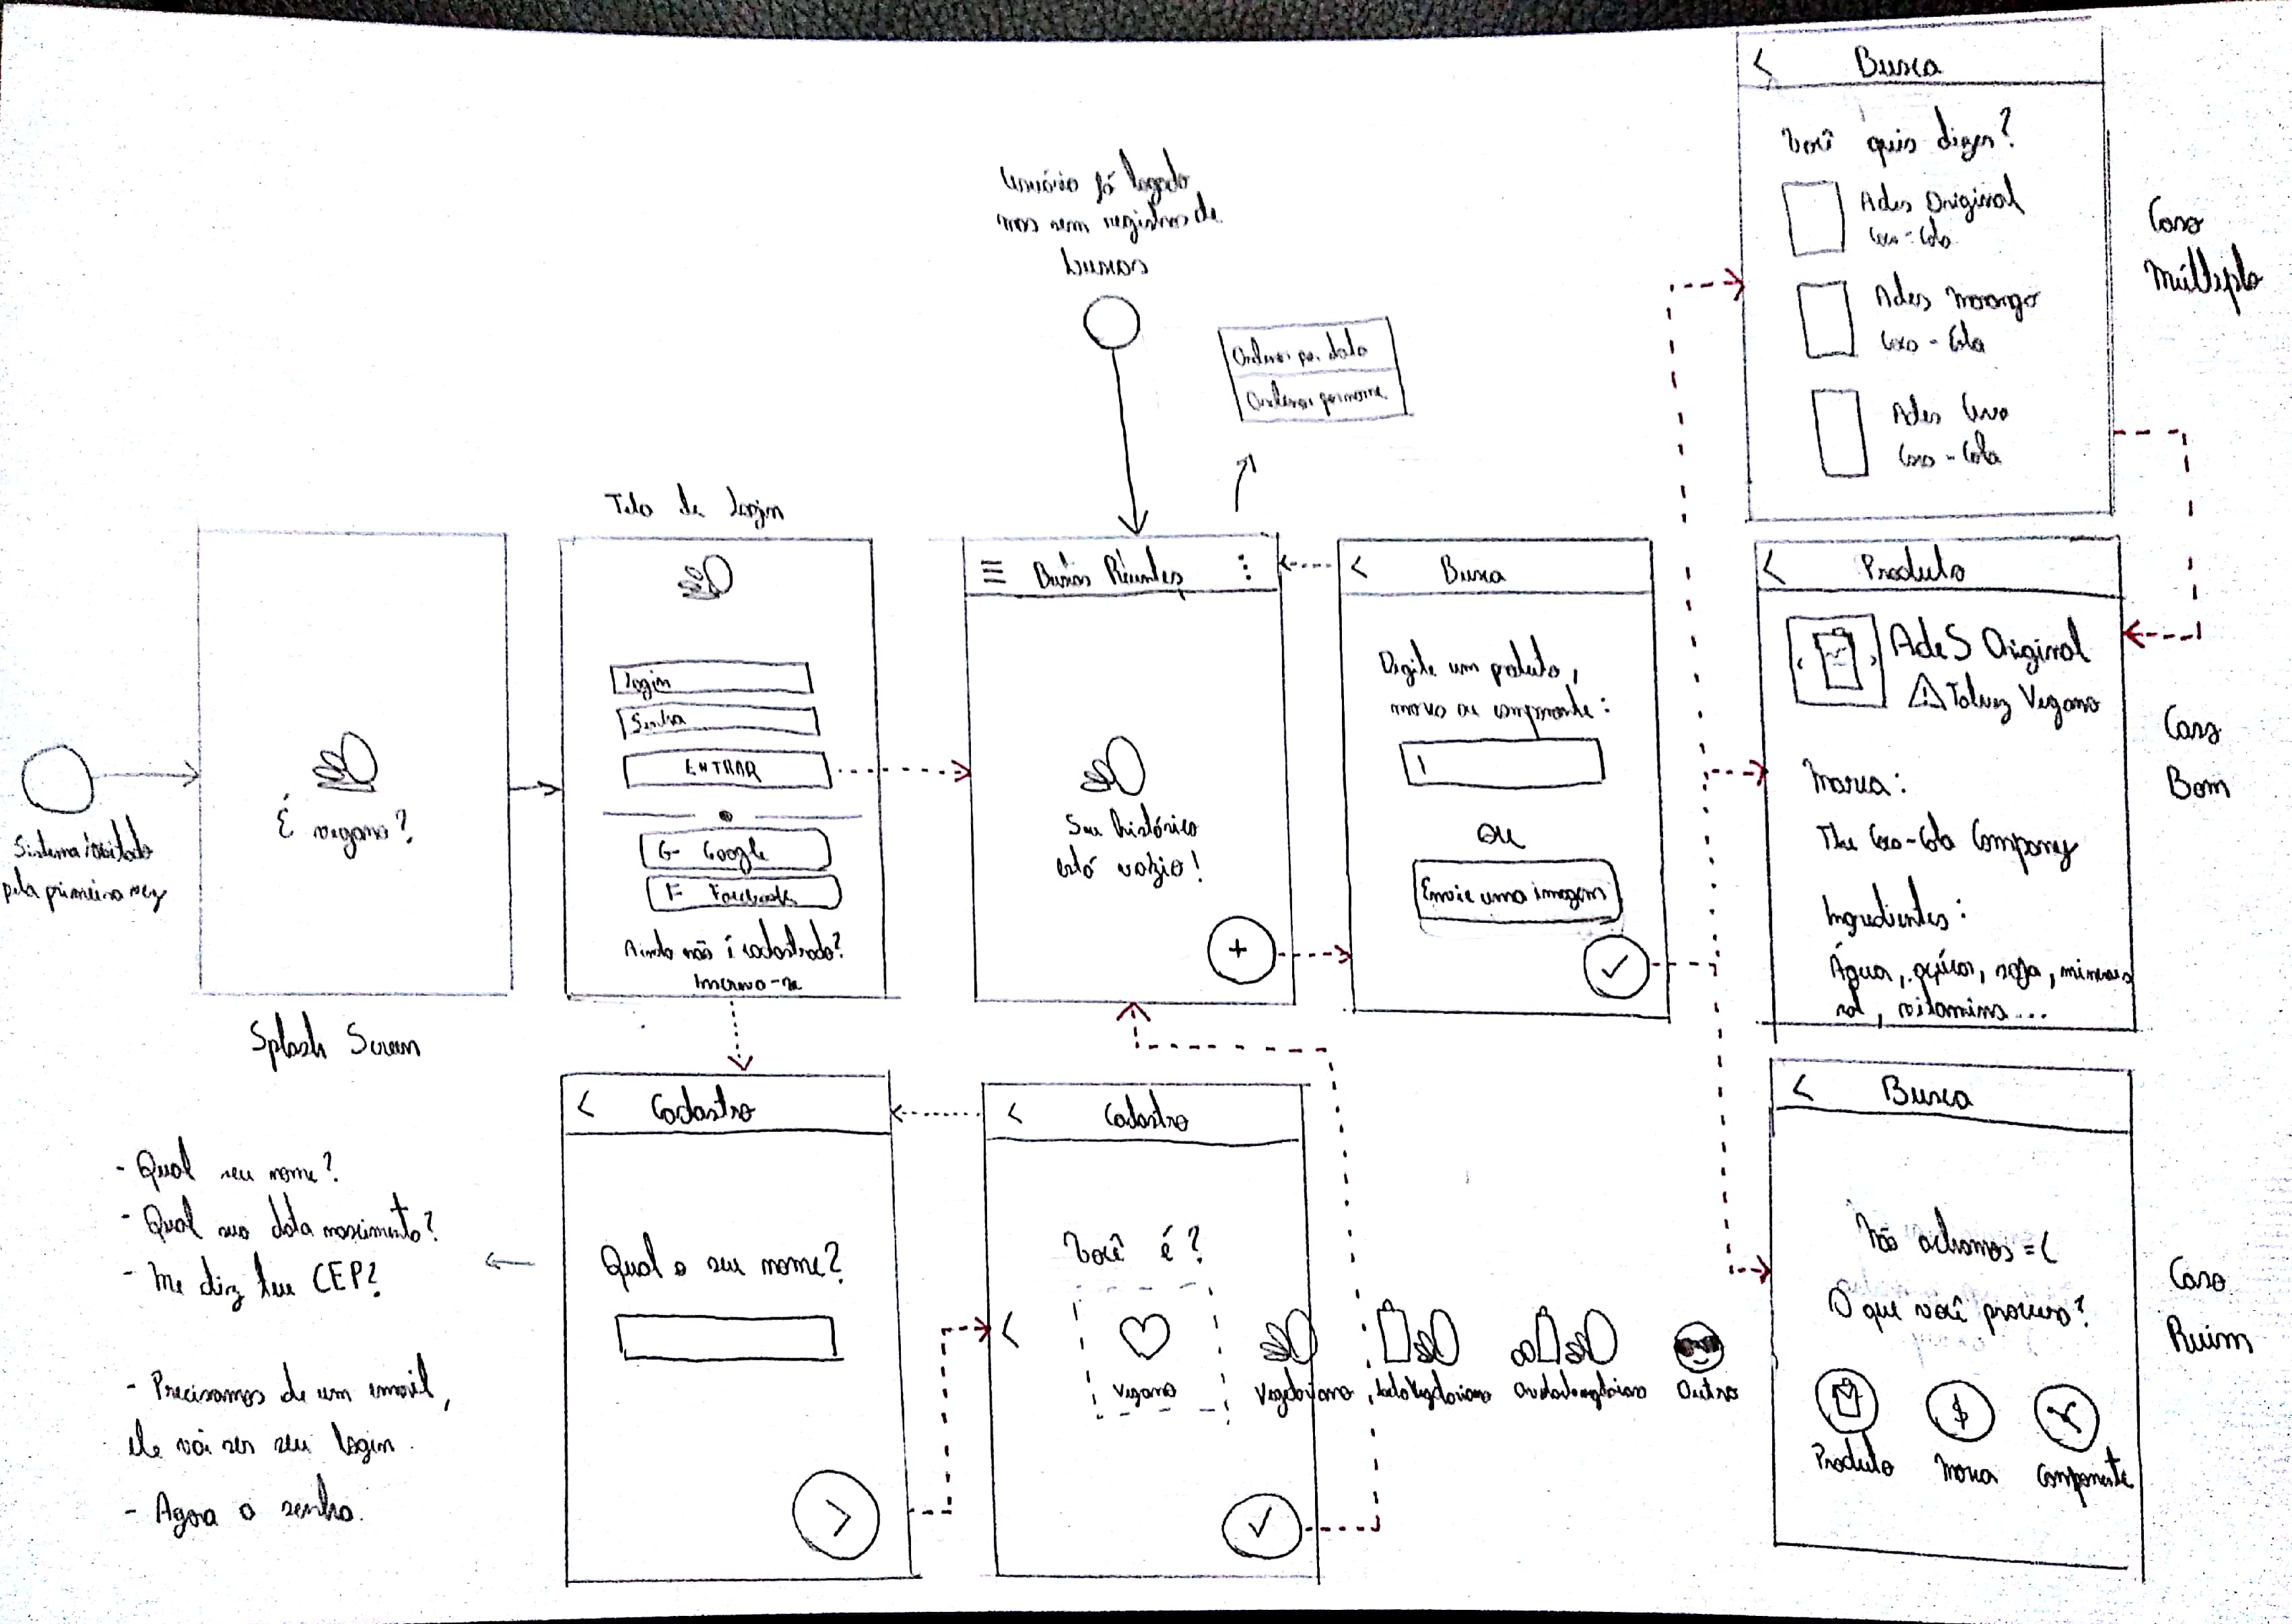 Sistema iniciado
pela primeira vez
É vegano?
Splash Screen
Tela de Login
Login
Senha
ENTRAR
G- Google
F- Facebook
Ainda não é cadastrado?
Inscreva-se
Usuário já logado
mas sem registros de
buscas
Ordenar por data
Ordenar por nome
Buscas Recentes
Seu histórico
está vazio!
+
Busca
Digite um produto,
marca ou componente:
ou
Envie uma imagem
Busca
Você quis dizer?
Ades Original
Coca-Cola
Ades Morango
Coca-Cola
Ades Uva
Coca-Cola
Caso
Múltiplo
Produto
AdeS Original
Talvez Vegano
Marca:
The Coca-Cola Company
Ingredientes:
Água, açúcar, soja, minerais
sal, vitamina...
Caso
Bom
- Qual seu nome?
- Qual sua data nascimento?
- Me diz teu CEP?
- Precisamos de um email,
ele vai ser seu login.
- Agora a senha.
Cadastro
Qual o seu nome?
Cadastro
Você é?
Vegano
Vegetariano
Ovolactovegetariano
Outro
Busca
Não achamos =(
O que você procura?
Produto
Marca
Componente
Caso
Ruim